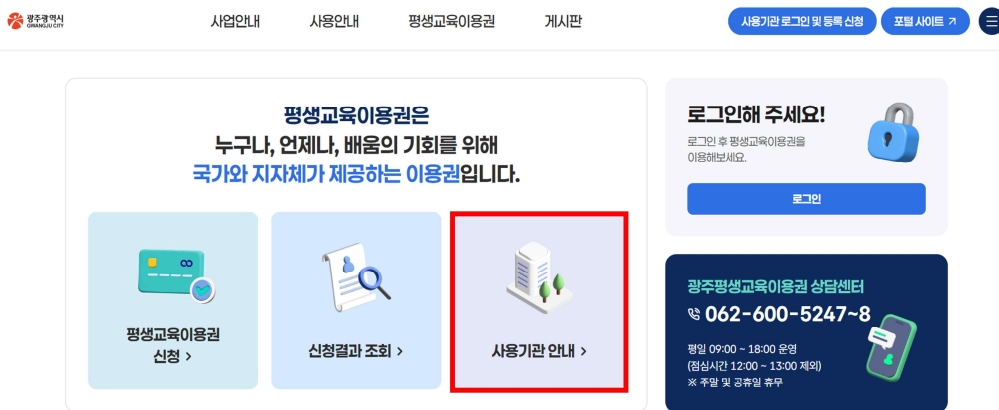 광주광역시
GWANGJU CITY
사업안내
사용안내
평생교육이용권
게시판
사용기관 로그인 및 등록 신청
포털 사이트
평생교육이용권은
누구나, 언제나, 배움의 기회를 위해
국가와 지자체가 제공하는 이용권입니다.
평생교육이용권
신청 >
신청결과 조회 >
사용기관 안내 >
로그인해 주세요!
로그인 후 평생교육이용권을
이용해보세요.
로그인
광주평생교육이용권 상담센터
062-600-5247~8
평일 09:00 ~ 18:00 운영
(점심시간 12:00 ~ 13:00 제외)
※ 주말 및 공휴일 휴무